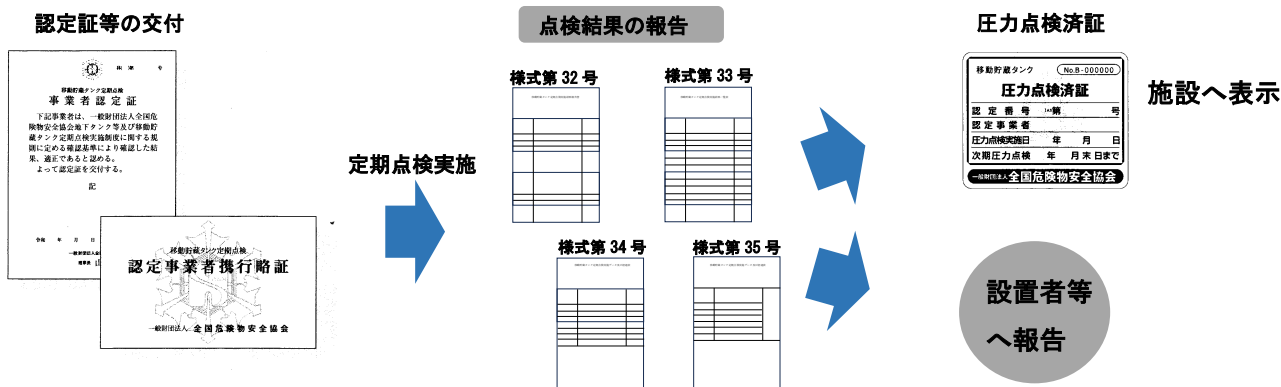 認定証等の交付
移動貯蔵タンク定期点検
事業者認定証
下記事業者は、一般財団法人全国危
険物安全協会地下タンク等及び移動貯
蔵タンク定期点検実施制度に関する規
則に定める確認基準により確認した結
果、適正であると認める。
よって認定証を交付する。
記
令和 年 月 日
移動貯蔵タンク定期点検
認定事業者携行略証
一般財団法人 全国危険物安全協会
定期点検実施
点検結果の報告
様式第 32 号
様式第 33 号
様式第 34 号
様式第 35 号
圧力点検済証
移動貯蔵タンク No.B-000000
圧力点検済証
認定番号 第 号
認定事業者
圧力点検実施日 年 月 日
次期圧力点検 年 月末日まで
一般財団法人 全国危険物安全協会
施設へ表示
設置者等
へ報告